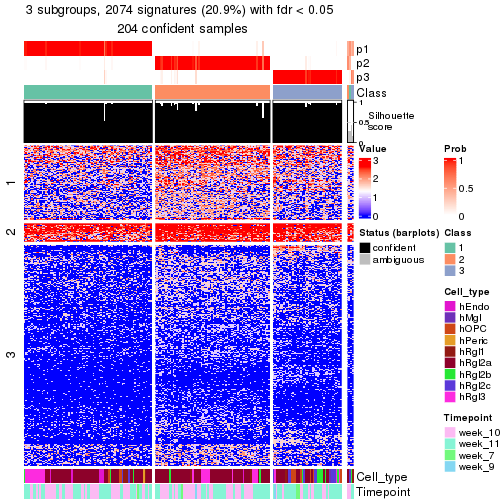 3 subgroups, 2074 signatures (20.9%) with fdr < 0.05
204 confident samples
p1
p2
p3
Class
1
0.5
0
Silhouette
score
1
2
3
Cell_type
Timepoint
Value
3
2
1
0
Prob
1
0.5
0
Status (barplots)
confident
ambiguous
Class
1
2
3
Cell_type
hEndo
hMgl
hOPC
hPeric
hRgl1
hRgl2a
hRgl2b
hRgl2c
hRgl3
Timepoint
week_10
week_11
week_7
week_9